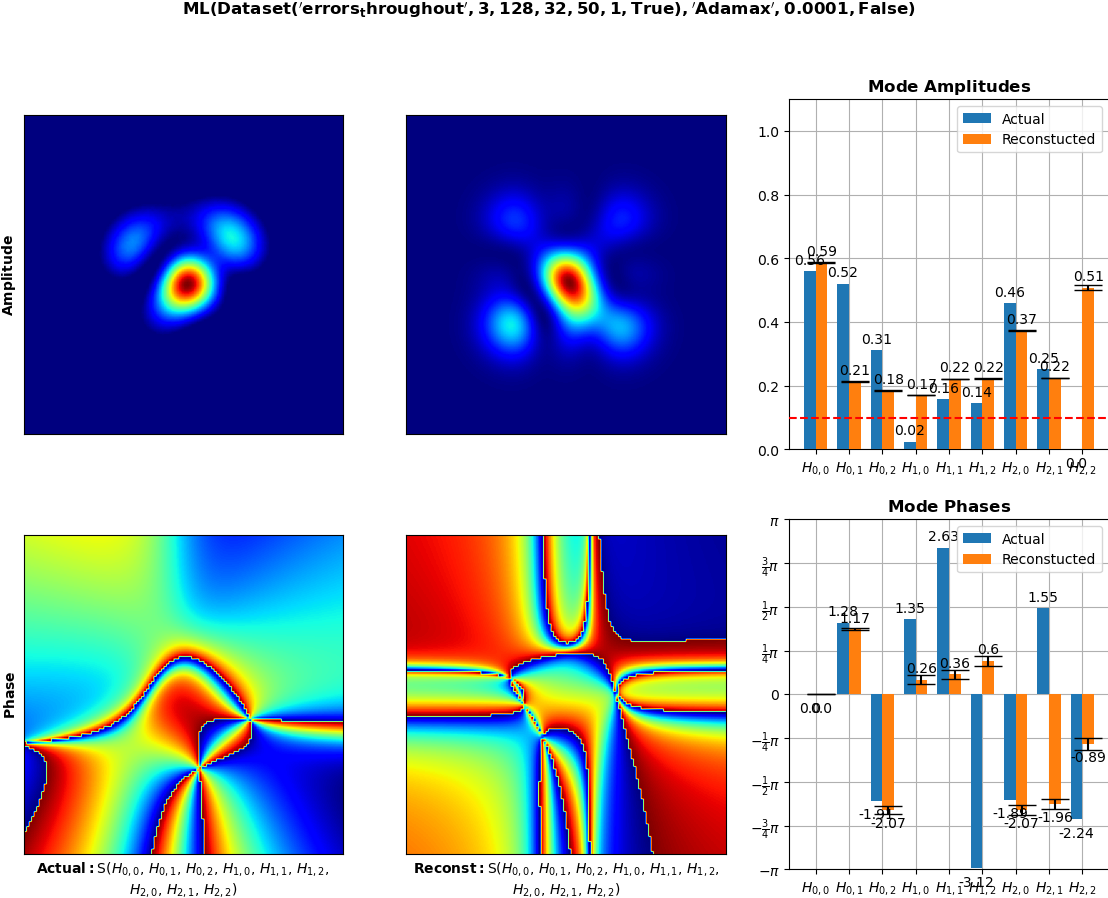 ML(Dataset('errors_throughout', 3, 128, 32, 50, 1, True), 'Adamax', 0.0001, False)
Amplitude
Mode Amplitudes
Actual
Reconstucted
1.0
0.8
0.6
0.4
0.2
0.0
0.56 0.59
0.52 0.21
0.31 0.18
0.02 0.17
0.16 0.22
0.14 0.22
0.46 0.37
0.25 0.22
0.0 0.51
H0,0 H0,1 H0,2 H1,0 H1,1 H1,2 H2,0 H2,1 H2,2
Phase
Actual: S(H0,0, H0,1, H0,2, H1,0, H1,1, H1,2,
H2,0, H2,1, H2,2)
Reconst: S(H0,0, H0,1, H0,2, H1,0, H1,1, H1,2,
H2,0, H2,1, H2,2)
Mode Phases
Actual
Reconstucted
π
3/4π
1/2π
1/4π
0
−1/4π
−1/2π
−3/4π
−π
0.0 0.0
1.28 1.17
-1.91 -2.07
1.35 0.26
2.63 0.36
-3.12 0.6
-1.89 -2.07
1.55 -1.96
-2.24 -0.89
H0,0 H0,1 H0,2 H1,0 H1,1 H1,2 H2,0 H2,1 H2,2